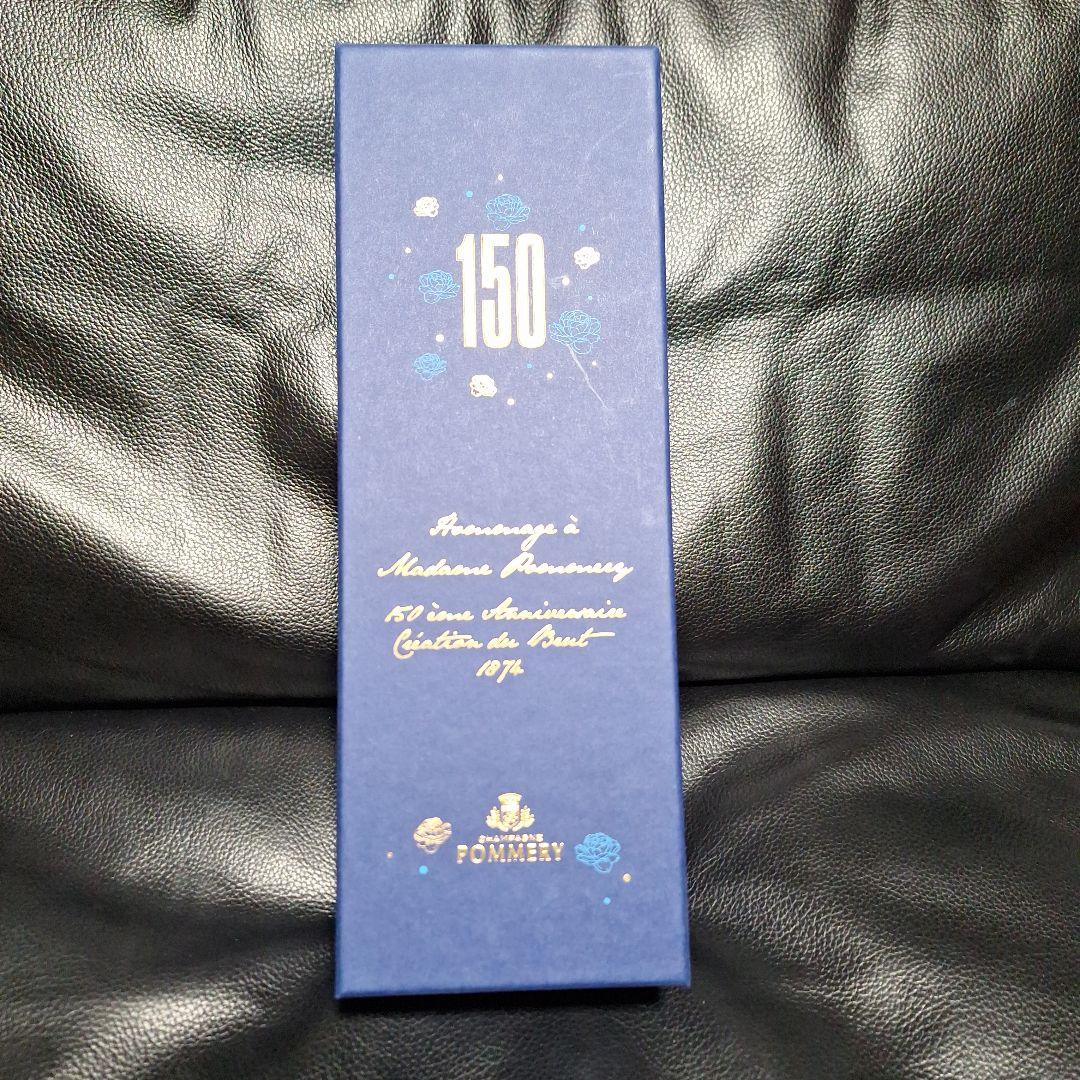 150
Hommage à
Madame Pommery
150 ème Anniversaire
Création du Brut
1874
CHAMPAGNE
POMMERY